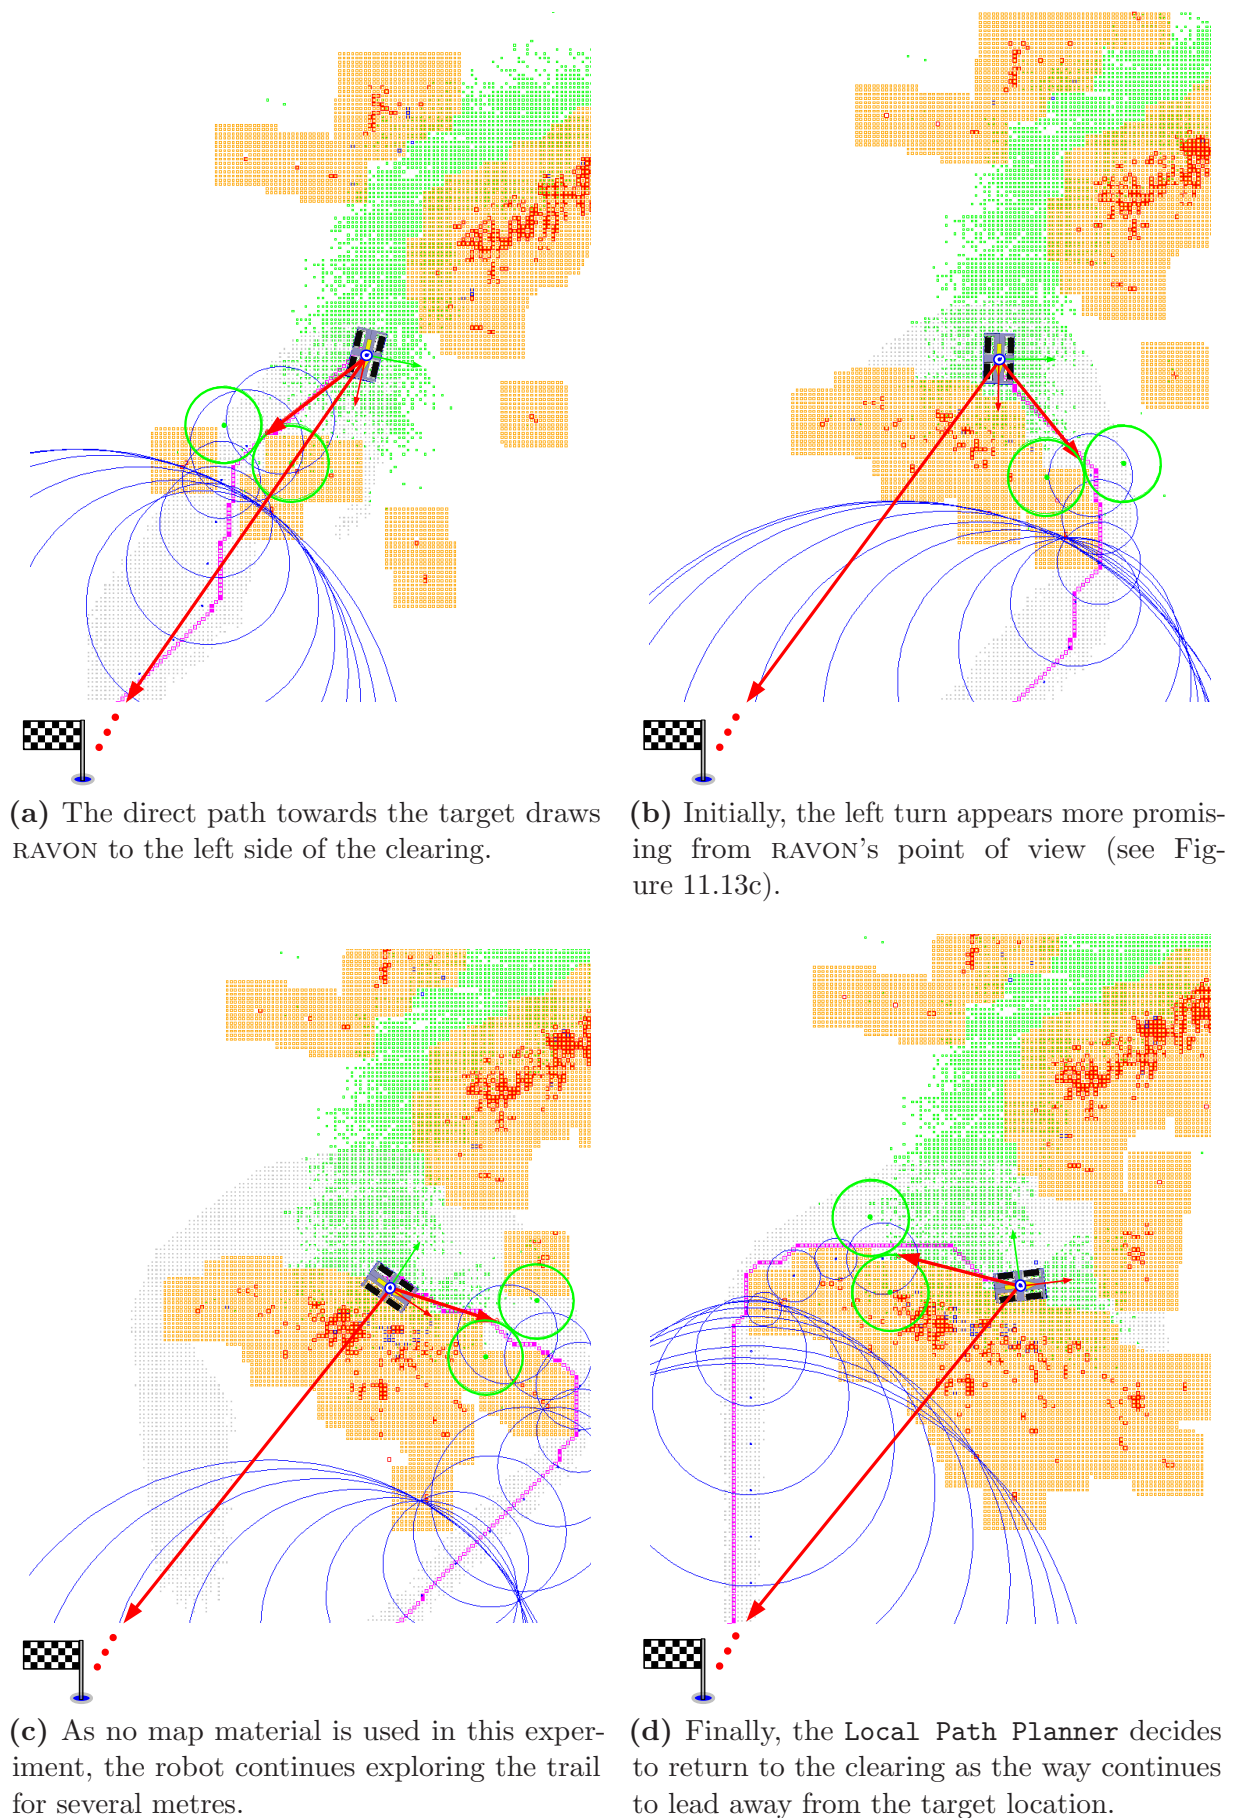 (a) The direct path towards the target draws
RAVON to the left side of the clearing.
(b) Initially, the left turn appears more promis-
ing from RAVON's point of view (see Fig-
ure 11.13c).
(c) As no map material is used in this exper-
iment, the robot continues exploring the trail
for several metres.
(d) Finally, the Local Path Planner decides
to return to the clearing as the way continues
to lead away from the target location.